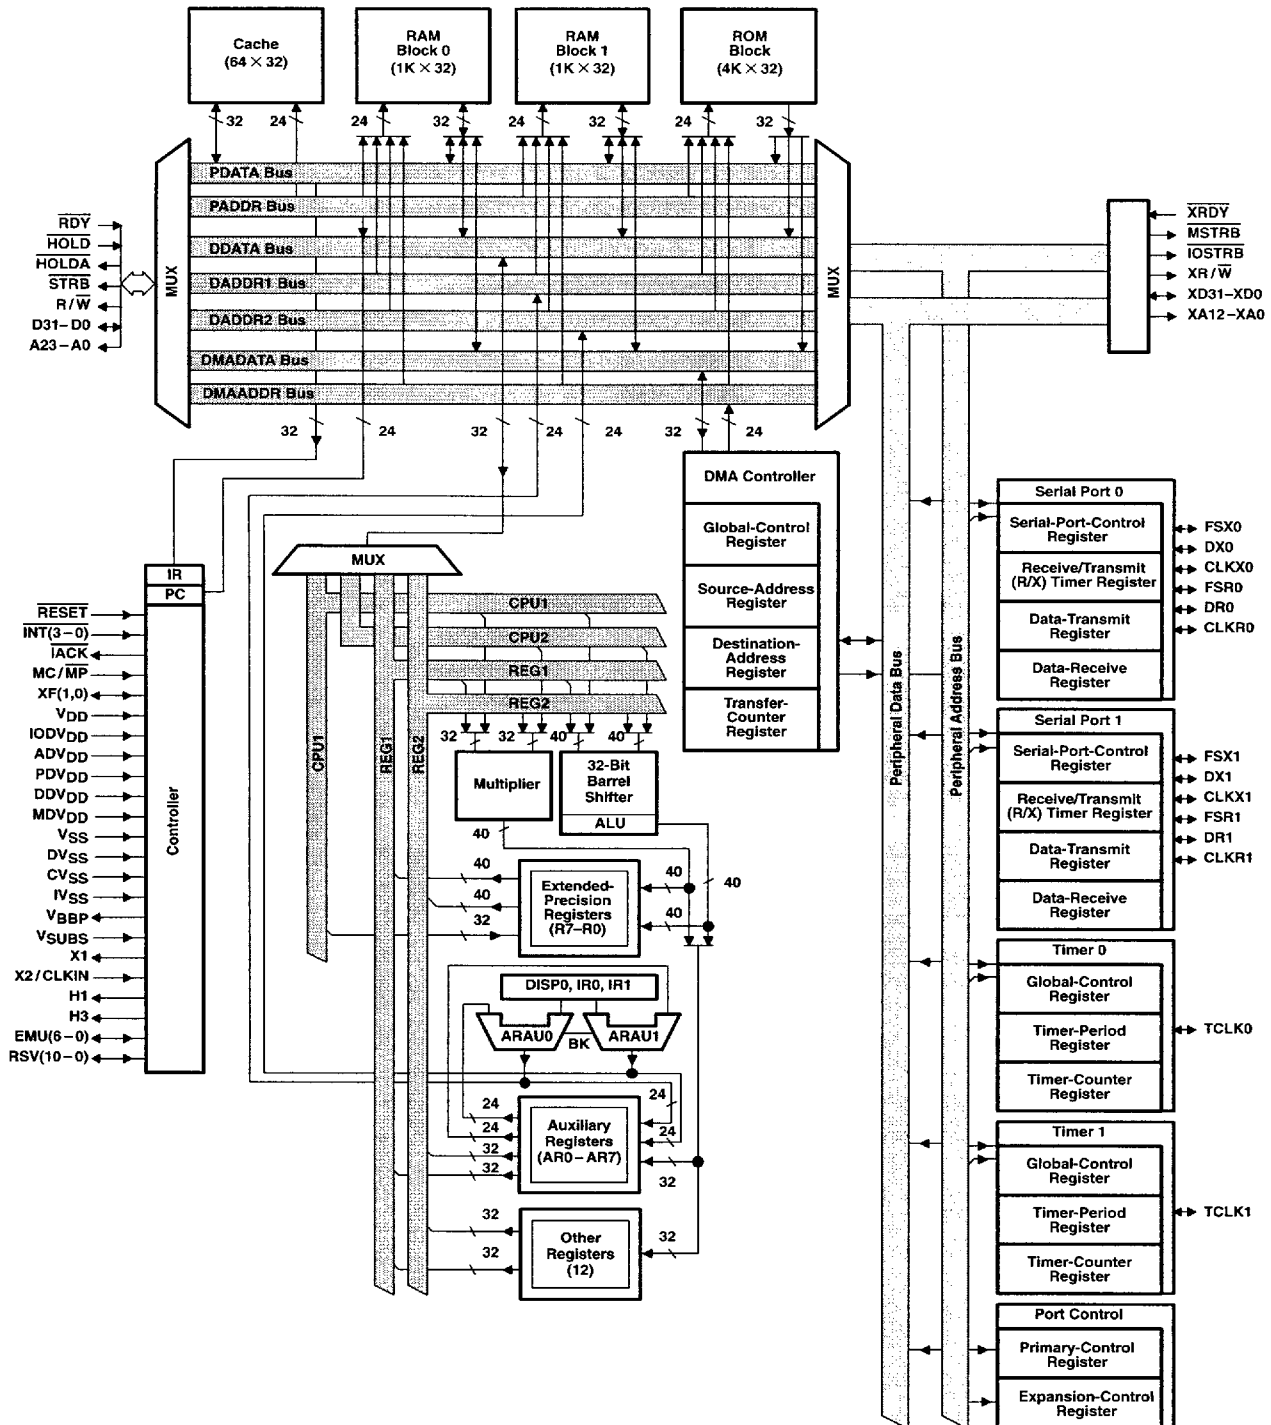 Cache
(64 × 32)
RAM
Block 0
(1K × 32)
RAM
Block 1
(1K × 32)
ROM
Block
(4K × 32)
32
24
24
32
24
32
24
32
PDATA Bus
PADDR Bus
DDATA Bus
DADDR1 Bus
DADDR2 Bus
DMADATA Bus
DMAADDR Bus
MUX
MUX
RDY
HOLD
HOLDA
STRB
R/W
D31–D0
A23–A0
XRDY
MSTRB
IOSTRB
XR/W
XD31–XD0
XA12–XA0
32
24
32
24
24
32
24
IR
PC
Controller
RESET
INT(3–0)
IACK
MC/MP
XF(1,0)
VDD
IODVDD
ADVDD
PDVDD
DDVDD
MDVDD
VSS
DVSS
CVSS
IVSS
VBBP
VSUBS
X1
X2/CLKIN
H1
H3
EMU(6–0)
RSV(10–0)
MUX
CPU1
CPU2
REG1
REG2
CPU1
REG1
REG2
32
32
40
40
Multiplier
32-Bit
Barrel
Shifter
ALU
40
40
40
40
32
40
40
Extended-
Precision
Registers
(R7–R0)
DISP0, IR0, IR1
ARAU0
BK
ARAU1
24
24
24
24
32
32
32
Auxiliary
Registers
(AR0–AR7)
32
32
32
Other
Registers
(12)
DMA Controller
Global-Control
Register
Source-Address
Register
Destination-
Address
Register
Transfer-
Counter
Register
Peripheral Data Bus
Peripheral Address Bus
Serial Port 0
Serial-Port-Control
Register
Receive/Transmit
(R/X) Timer Register
Data-Transmit
Register
Data-Receive
Register
FSX0
DX0
CLKX0
FSR0
DR0
CLKR0
Serial Port 1
Serial-Port-Control
Register
Receive/Transmit
(R/X) Timer Register
Data-Transmit
Register
Data-Receive
Register
FSX1
DX1
CLKX1
FSR1
DR1
CLKR1
Timer 0
Global-Control
Register
Timer-Period
Register
Timer-Counter
Register
TCLK0
Timer 1
Global-Control
Register
Timer-Period
Register
Timer-Counter
Register
TCLK1
Port Control
Primary-Control
Register
Expansion-Control
Register